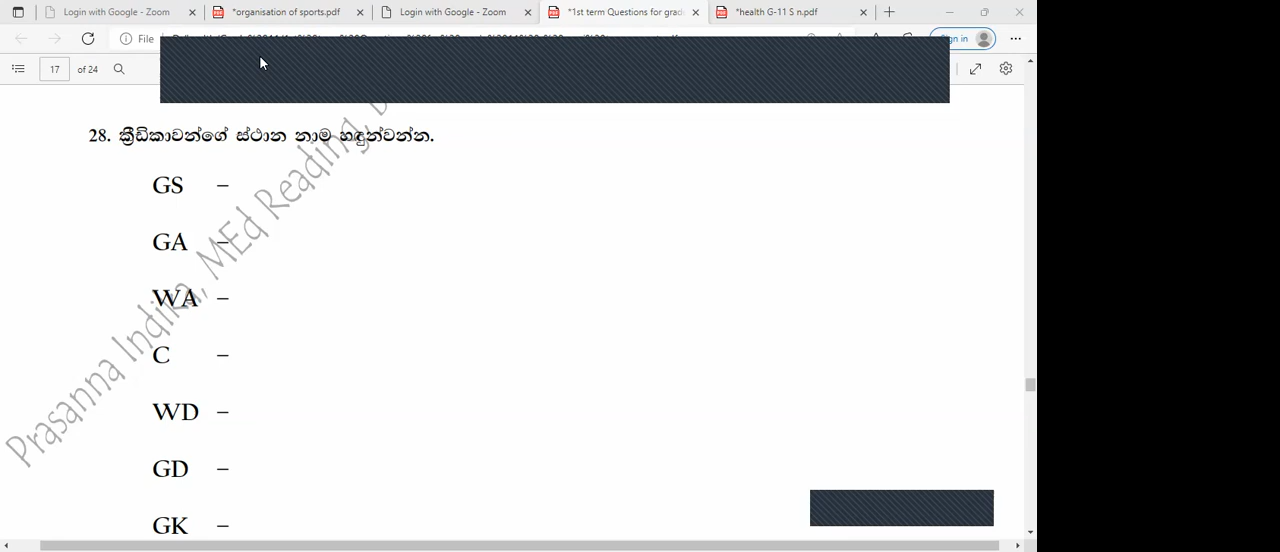 Login with Google - Zoom
*organisation of sports.pdf
Login with Google - Zoom
*1st term Questions for grad
*health G-11 S n.pdf
File
Sign in
17 of 24
28. ක්‍රීඩිකාවන්ගේ ස්ථාන නාම හඳුන්වන්න.
GS –
GA –
WA –
C –
WD –
GD –
GK –
Prasanna Indika, MEd Reading,